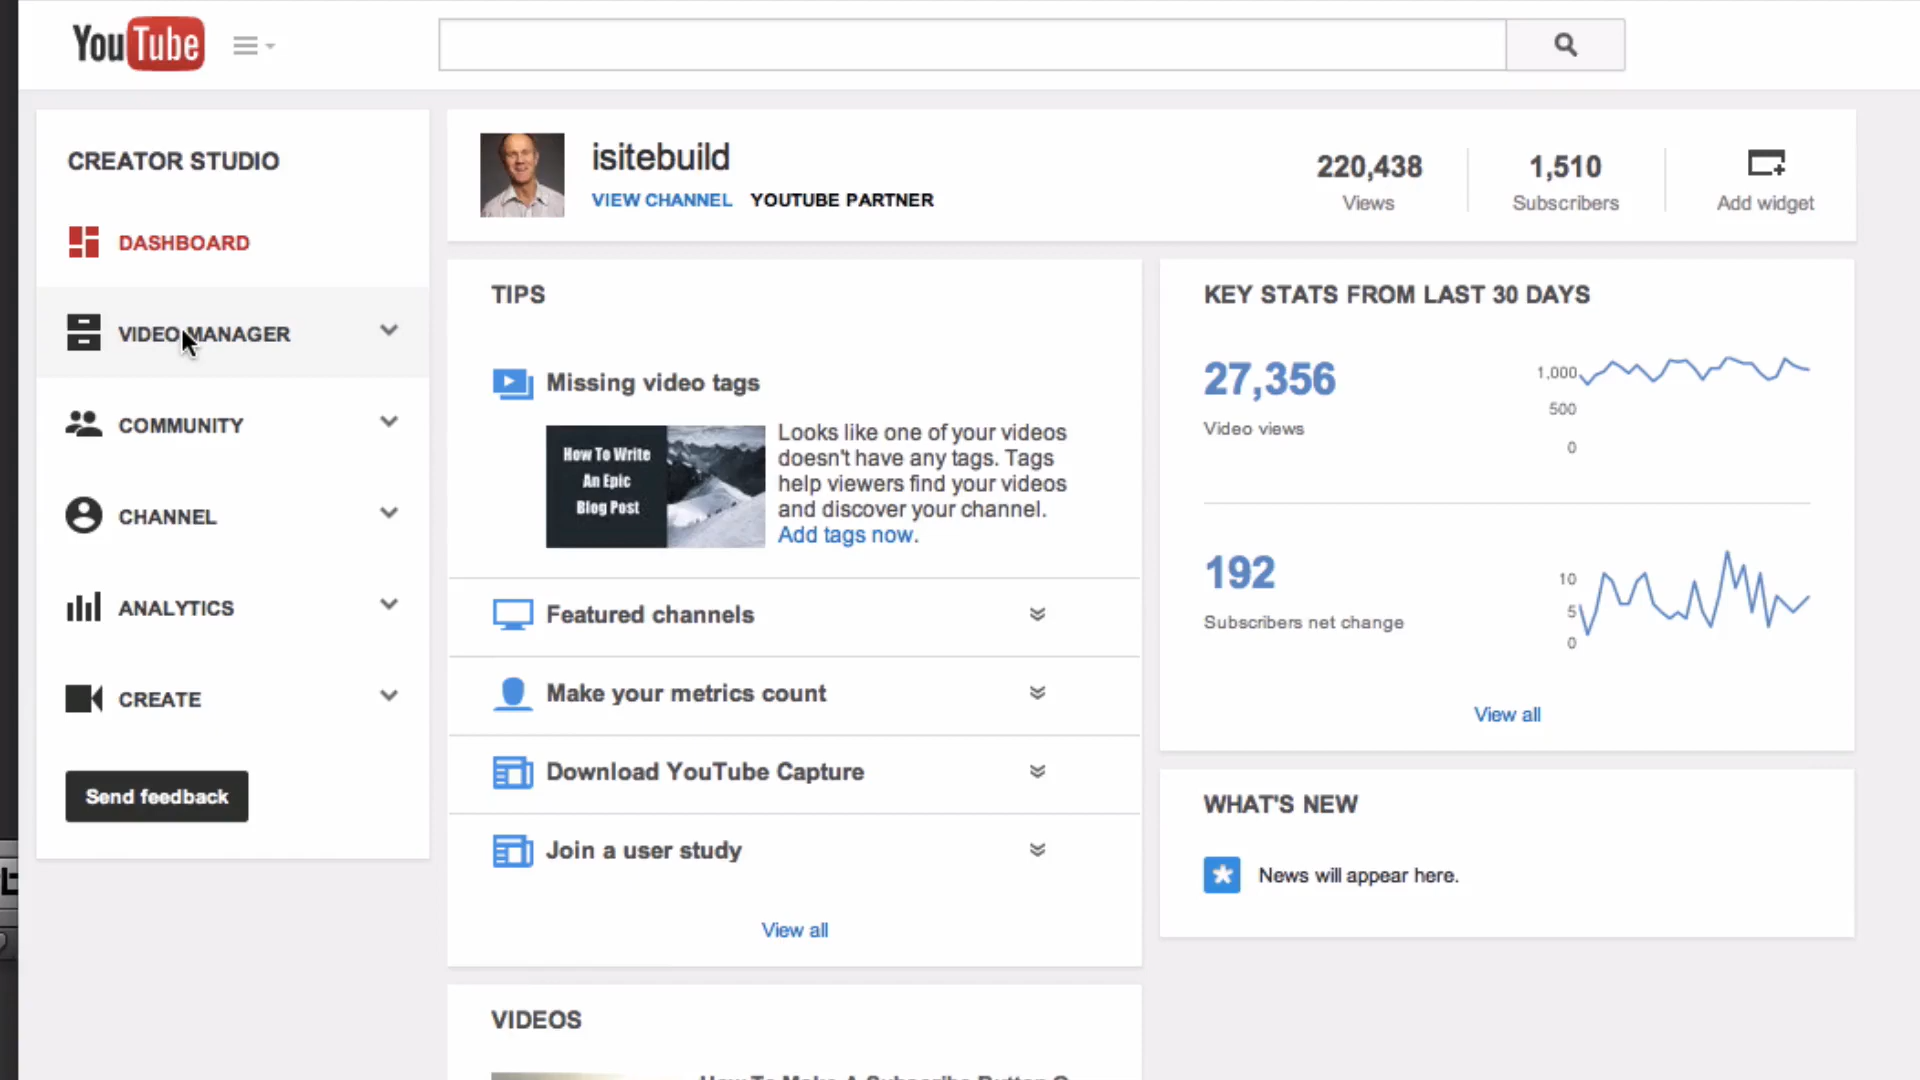 YouTube
CREATOR STUDIO
DASHBOARD
VIDEO MANAGER
COMMUNITY
CHANNEL
ANALYTICS
CREATE
Send feedback
isitebuild
VIEW CHANNEL YOUTUBE PARTNER
220,438
Views
1,510
Subscribers
Add widget
TIPS
Missing video tags
How To Write
An Epic
Blog Post
Looks like one of your videos
doesn't have any tags. Tags
help viewers find your videos
and discover your channel.
Add tags now.
Featured channels
Make your metrics count
Download YouTube Capture
Join a user study
View all
VIDEOS
How To Make A Subscribe Button
KEY STATS FROM LAST 30 DAYS
27,356
Video views
1,000
500
0
192
Subscribers net change
10
5
0
View all
WHAT'S NEW
News will appear here.